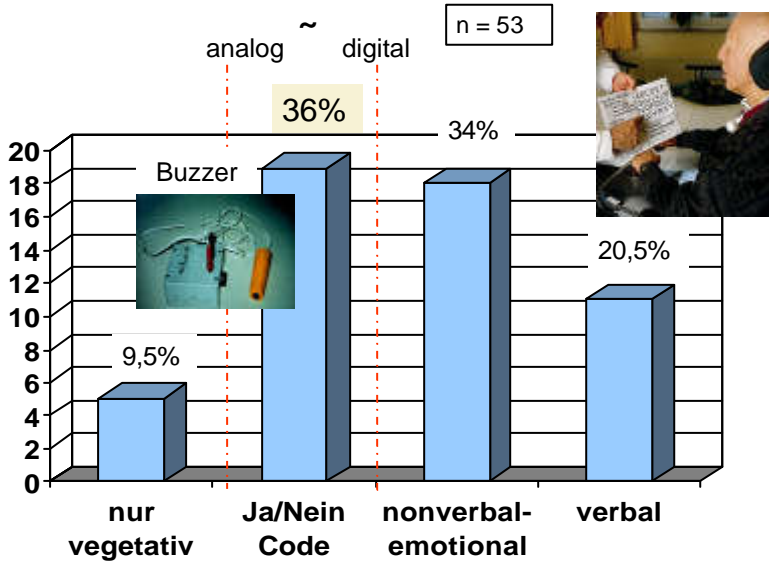 ~
analog digital
n = 53
36%
34%
20,5%
9,5%
Buzzer
20
18
16
14
12
10
8
6
4
2
0
nur
vegetativ
Ja/Nein
Code
nonverbal-
emotional
verbal